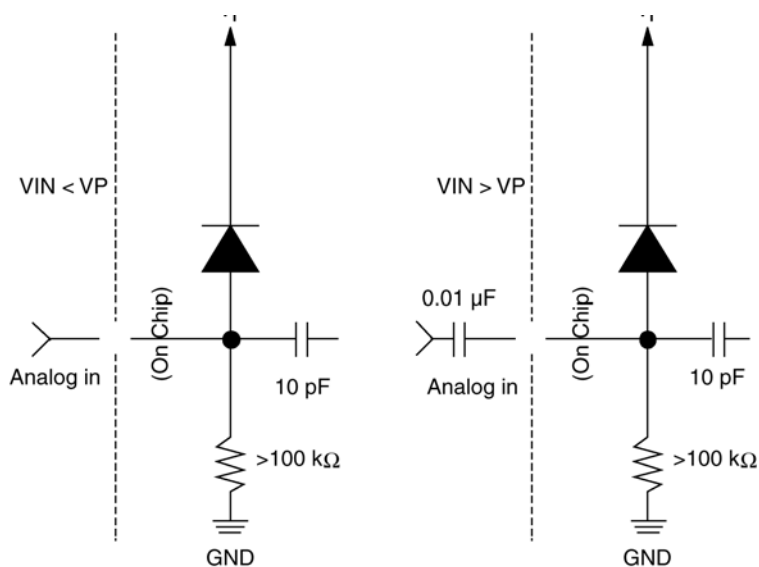 VIN < VP
(On Chip)
Analog in
10 pF
>100 kΩ
GND
VIN > VP
0.01 µF
(On Chip)
Analog in
10 pF
>100 kΩ
GND